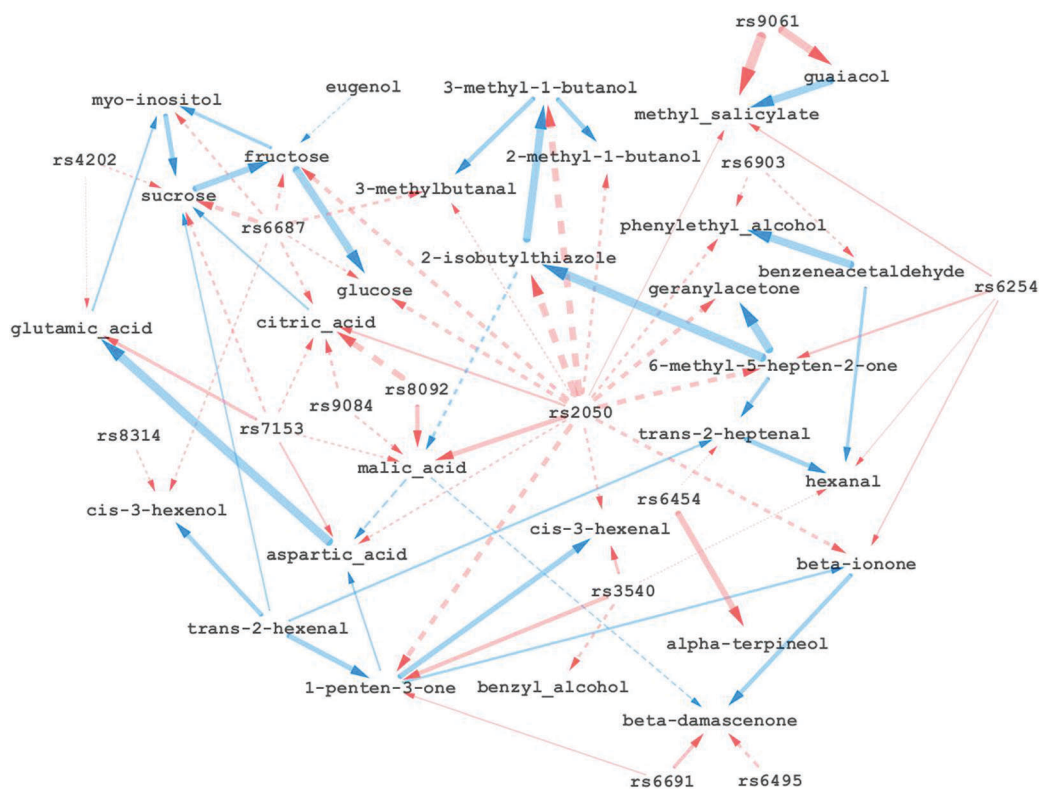 rs9061
guaiacol
eugenol
3-methyl-1-butanol
myo-inositol
methyl_salicylate
rs4202
fructose
2-methyl-1-butanol
rs6903
3-methylbutanal
sucrose
rs6687
phenylethyl_alcohol
2-isobutylthiazole
benzeneacetaldehyde
glucose
geranylacetone
rs6254
glutamic_acid
citric_acid
6-methyl-5-hepten-2-one
rs8092
rs9084
rs2050
rs8314
rs7153
trans-2-heptenal
malic_acid
hexanal
rs6454
cis-3-hexenol
cis-3-hexenal
aspartic_acid
beta-ionone
rs3540
trans-2-hexenal
alpha-terpineol
1-penten-3-one
benzyl_alcohol
beta-damascenone
rs6691
rs6495